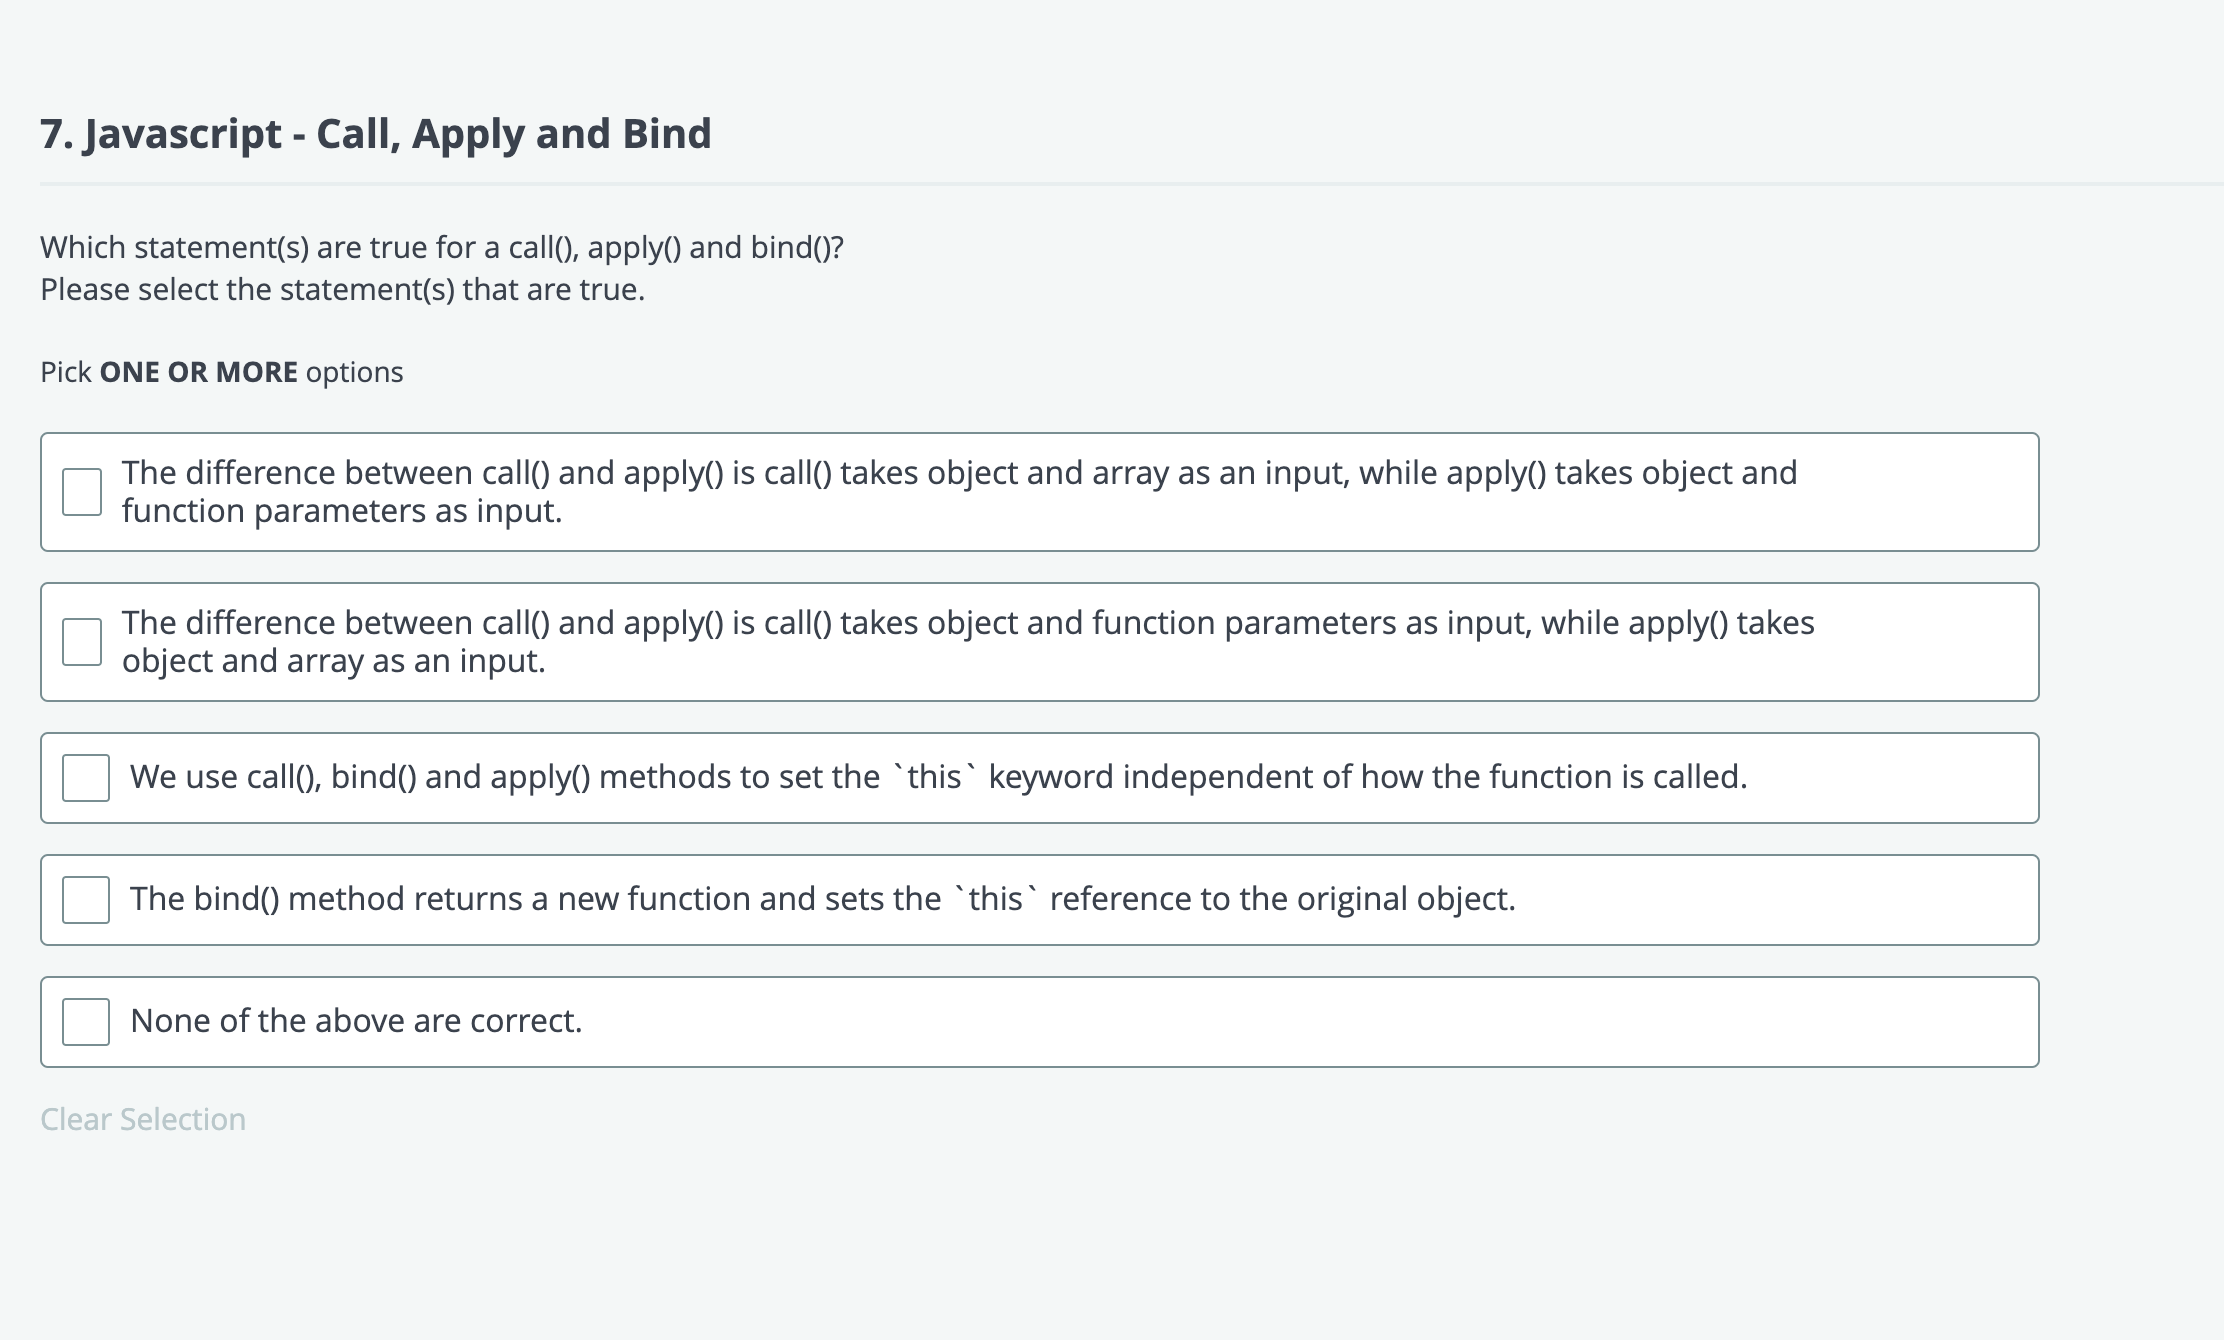 7. Javascript - Call, Apply and Bind
Which statement(s) are true for a call(), apply() and bind()?
Please select the statement(s) that are true.
Pick ONE OR MORE options
The difference between call() and apply() is call() takes object and array as an input, while apply() takes object and
function parameters as input.
The difference between call() and apply() is call() takes object and function parameters as input, while apply() takes
object and array as an input.
We use call(), bind() and apply() methods to set the `this` keyword independent of how the function is called.
The bind() method returns a new function and sets the `this` reference to the original object.
None of the above are correct.
Clear Selection